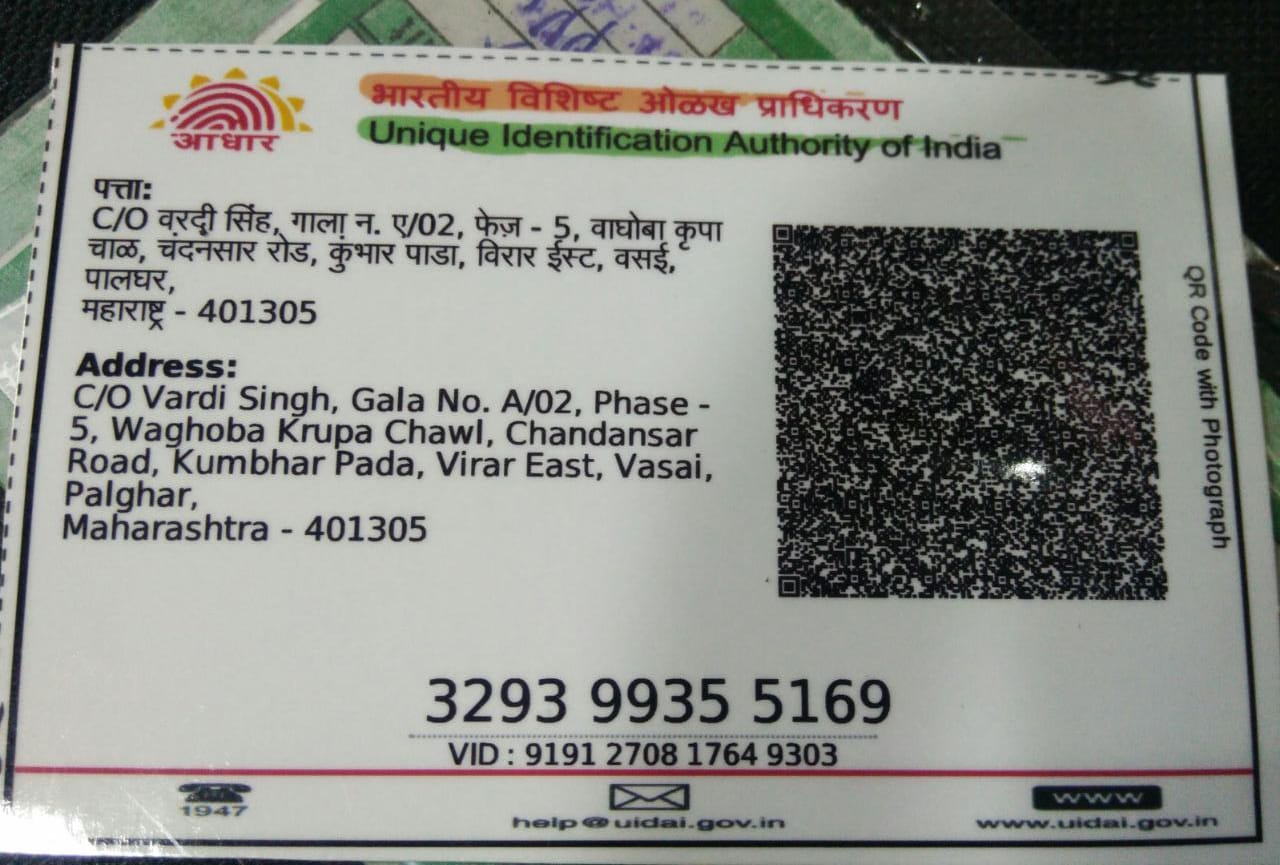 आधार
भारतीय विशिष्ट ओळख प्राधिकरण
Unique Identification Authority of India
पत्ता:
C/O वरदी सिंह, गाला न. ए/02, फेज़ - 5, वाघोबा कृपा
चाळ, चंदनसार रोड, कुंभार पाडा, विरार ईस्ट, वसई,
पालघर,
महाराष्ट्र - 401305
Address:
C/O Vardi Singh, Gala No. A/02, Phase -
5, Waghoba Krupa Chawl, Chandansar
Road, Kumbhar Pada, Virar East, Vasai,
Palghar,
Maharashtra - 401305
QR Code with Photograph
3293 9935 5169
VID : 9191 2708 1764 9303
1947
help@uidai.gov.in
www
www.uidai.gov.in